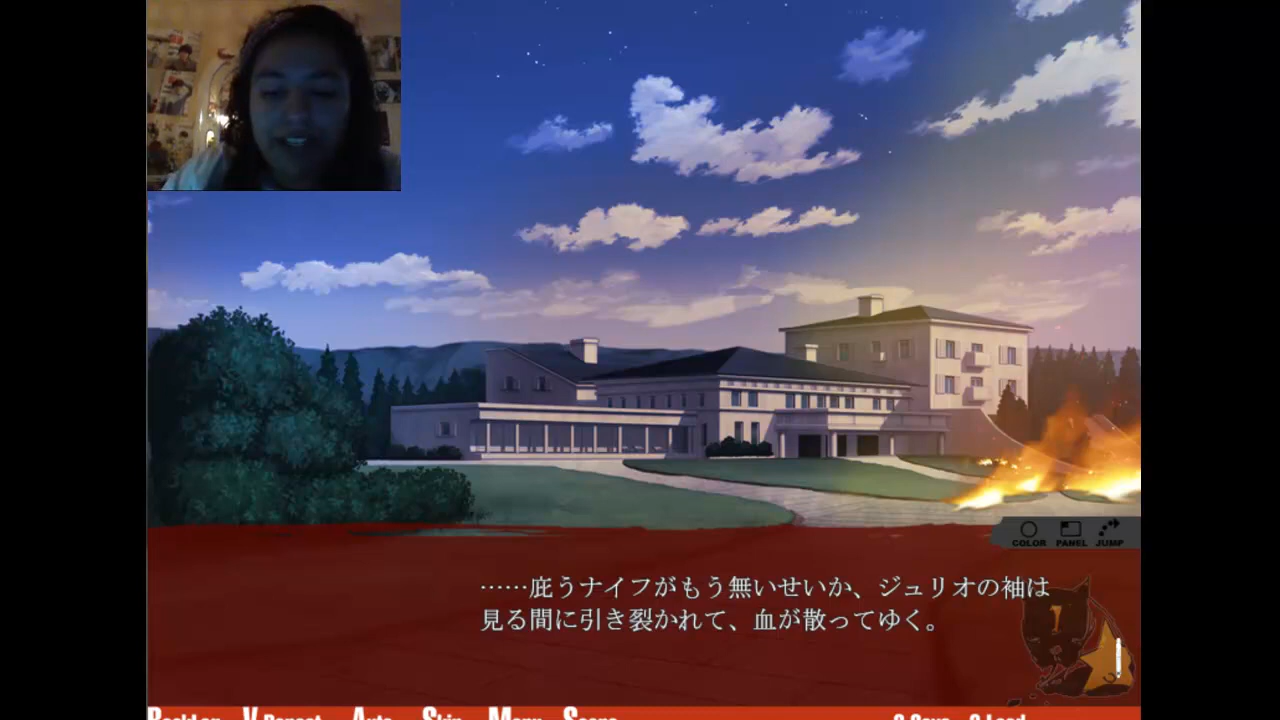 COLOR PANEL JUMP
……庇うナイフがもう無いせいか、ジュリオの袖は
見る間に引き裂かれて、血が散ってゆく。